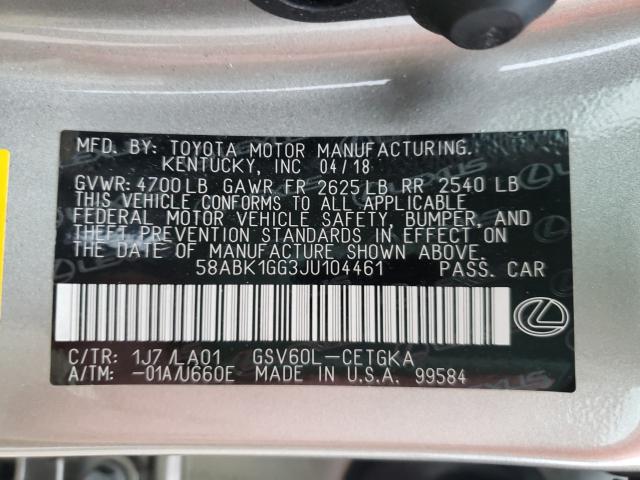 MFD. BY: TOYOTA MOTOR MANUFACTURING.
KENTUCKY, INC 04/18
GVWR: 4700LB GAWR FR 2625LB RR 2540 LB
THIS VEHICLE CONFORMS TO ALL APPLICABLE
FEDERAL MOTOR VEHICLE SAFETY, BUMPER, AND
THEFT PREVENTION STANDARDS IN EFFECT ON
THE DATE OF MANUFACTURE SHOWN ABOVE.
58ABK1GG3JU104461 PASS. CAR
C/TR: 1J7 /LA01 GSV60L-CETGKA
A/TM: -01A/U660E MADE IN U.S.A. 99584